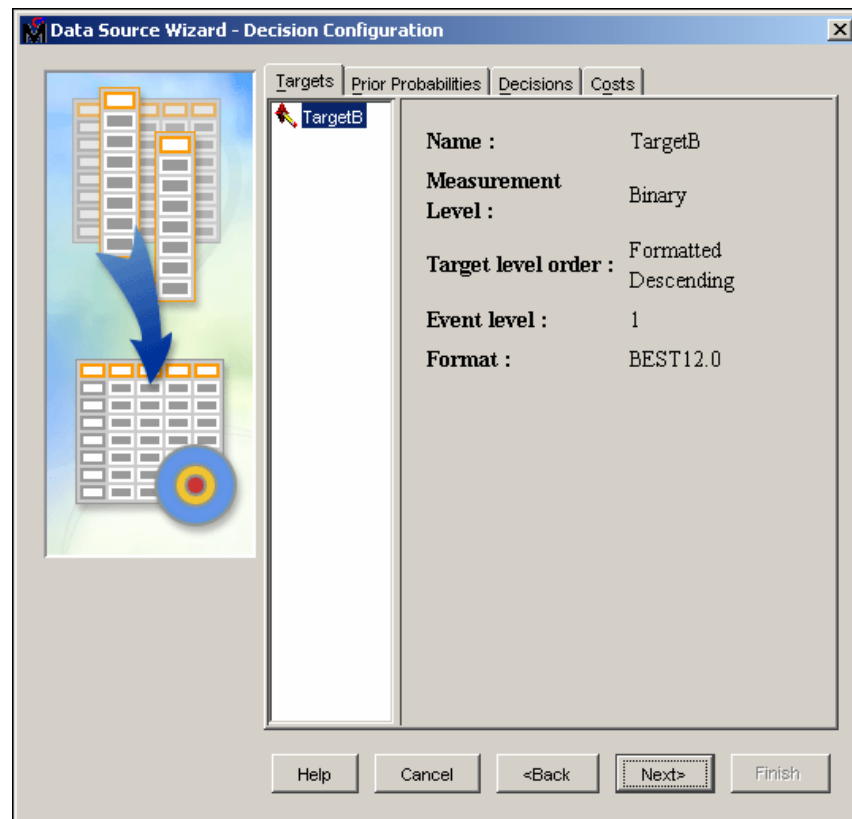 Data Source Wizard - Decision Configuration
Targets Prior Probabilities Decisions Costs
TargetB
Name : TargetB
Measurement
Level : Binary
Target level order : Formatted
Descending
Event level : 1
Format : BEST12.0
Help Cancel <Back Next> Finish